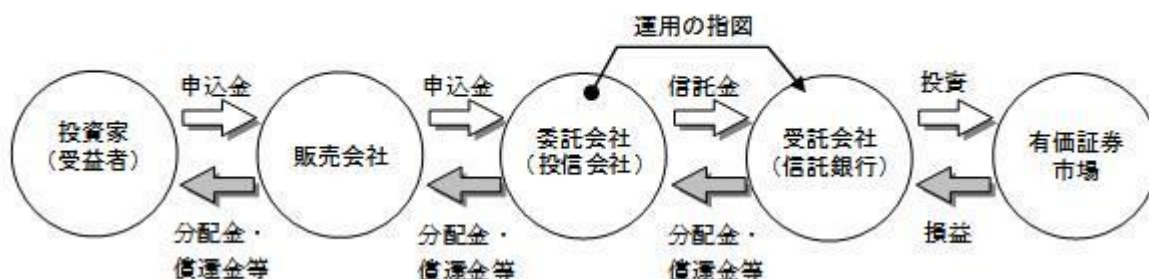 運用の指図
申込金
申込金
信託金
投資
投資家
(受益者)
販売会社
委託会社
(投信会社)
受託会社
(信託銀行)
有価証券
市場
分配金・
償還金等
分配金・
償還金等
分配金・
償還金等
損益